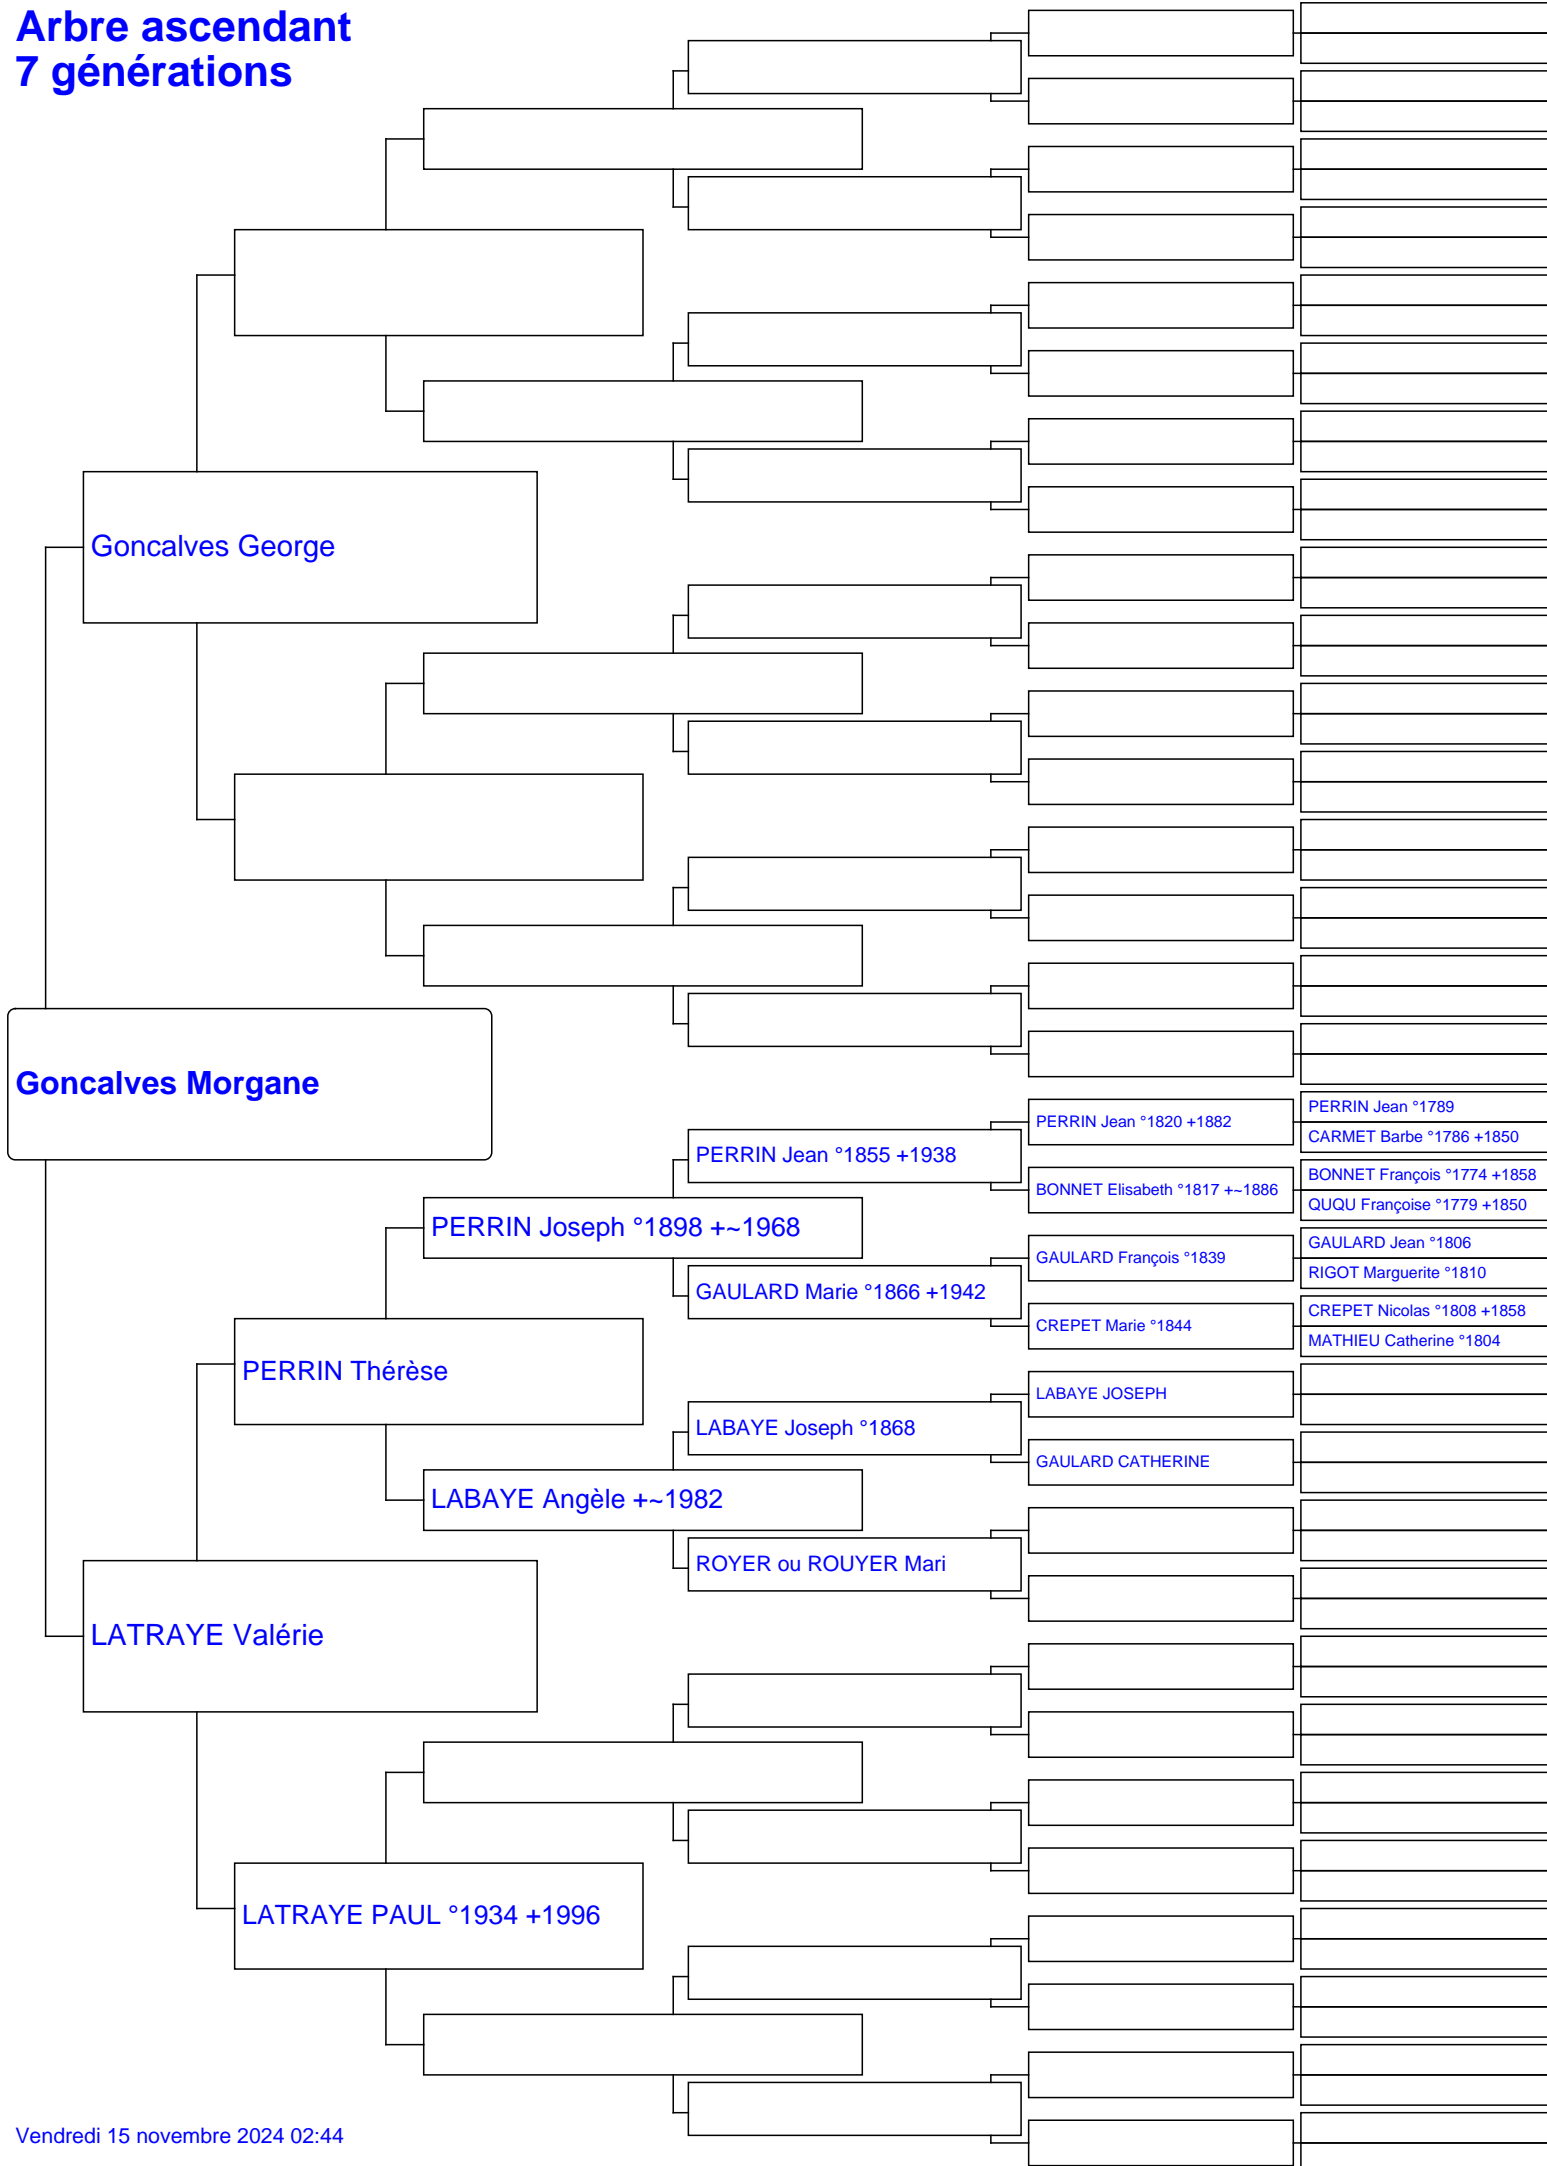 Arbre ascendant
7 générations
Goncalves George
Goncalves Morgane
PERRIN Jean °1789
PERRIN Jean °1820 +1882
CARMET Barbe °1786 +1850
PERRIN Jean °1855 +1938
BONNET François °1774 +1858
BONNET Elisabeth °1817 +~1886
QUQU Françoise °1779 +1850
PERRIN Joseph °1898 +~1968
GAULARD Jean °1806
GAULARD François °1839
RIGOT Marguerite °1810
GAULARD Marie °1866 +1942
CREPET Nicolas °1808 +1858
CREPET Marie °1844
MATHIEU Catherine °1804
PERRIN Thérèse
LABAYE JOSEPH
LABAYE Joseph °1868
GAULARD CATHERINE
LABAYE Angèle +~1982
ROYER ou ROUYER Mari
LATRAYE Valérie
LATRAYE PAUL °1934 +1996
Vendredi 15 novembre 2024 02:44